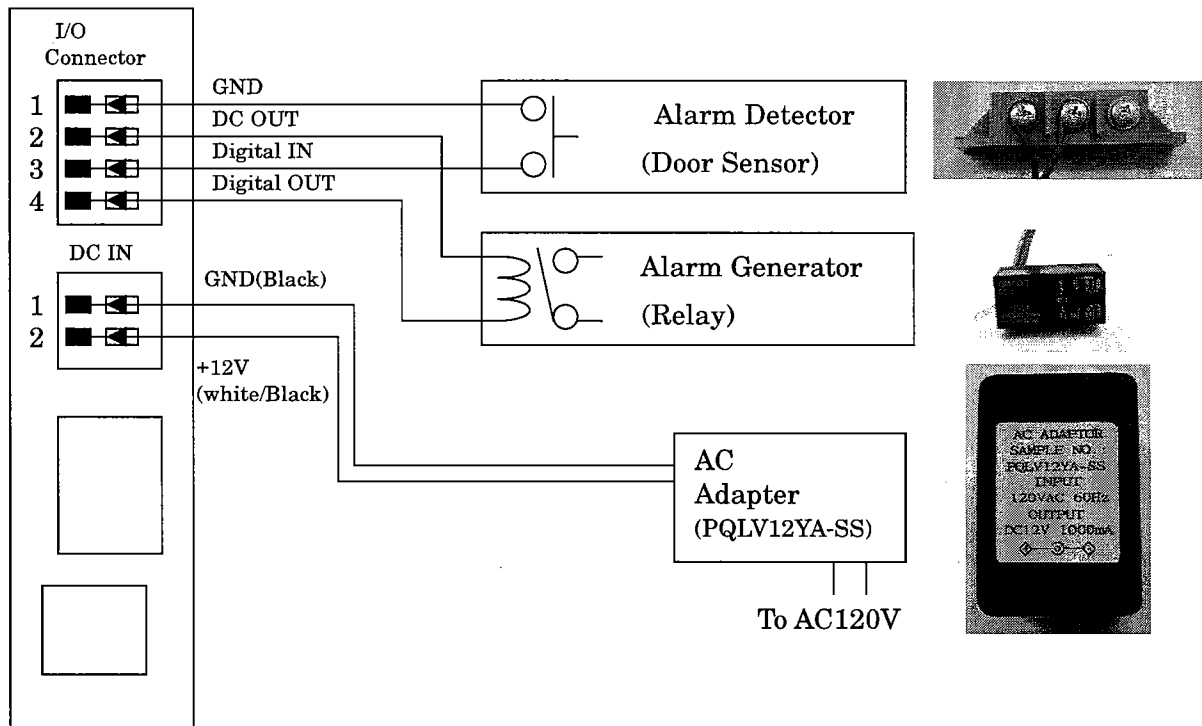 I/O
Connector
1
2
3
4
GND
DC OUT
Digital IN
Digital OUT
Alarm Detector
(Door Sensor)
DC IN
1
2
GND(Black)
+12V
(white/Black)
Alarm Generator
(Relay)
AC
Adapter
(PQLV12YA-SS)
To AC120V
AC ADAPTOR
SAMPLE NO.
PQLV12YA-SS
INPUT
120VAC 60Hz
OUTPUT
DC12V 1000mA